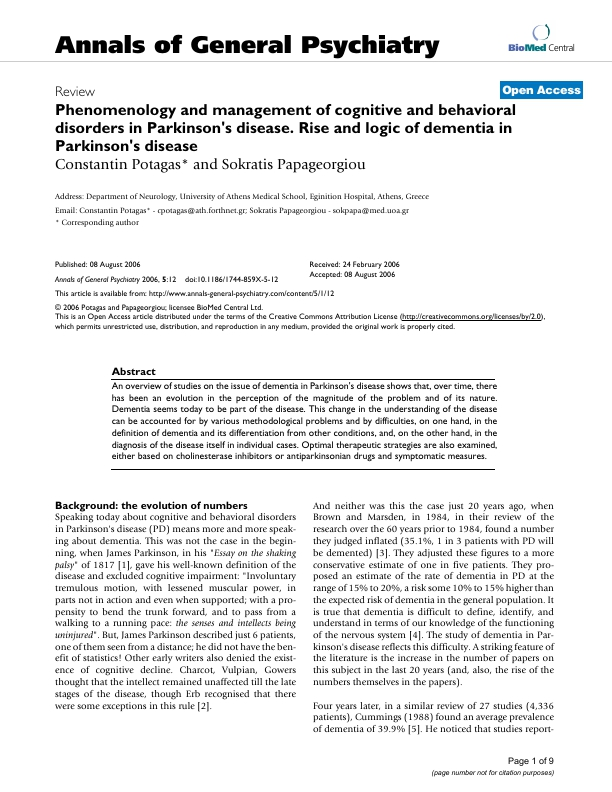 Annals of General Psychiatry
BioMed Central
Review
Open Access
Phenomenology and management of cognitive and behavioral
disorders in Parkinson's disease. Rise and logic of dementia in
Parkinson's disease
Constantin Potagas* and Sokratis Papageorgiou
Address: Department of Neurology, University of Athens Medical School, Eginition Hospital, Athens, Greece
Email: Constantin Potagas* - cpotagas@ath.forthnet.gr; Sokratis Papageorgiou - sokpapa@med.uoa.gr
* Corresponding author
Published: 08 August 2006
Annals of General Psychiatry 2006, 5:12 doi:10.1186/1744-859X-5-12
Received: 24 February 2006
Accepted: 08 August 2006
This article is available from: http://www.annals-general-psychiatry.com/content/5/1/12
© 2006 Potagas and Papageorgiou; licensee BioMed Central Ltd.
This is an Open Access article distributed under the terms of the Creative Commons Attribution License (http://creativecommons.org/licenses/by/2.0),
which permits unrestricted use, distribution, and reproduction in any medium, provided the original work is properly cited.
Abstract
An overview of studies on the issue of dementia in Parkinson's disease shows that, over time, there
has been an evolution in the perception of the magnitude of the problem and of its nature.
Dementia seems today to be part of the disease. This change in the understanding of the disease
can be accounted for by various methodological problems and by difficulties, on one hand, in the
definition of dementia and its differentiation from other conditions, and, on the other hand, in the
diagnosis of the disease itself in individual cases. Optimal therapeutic strategies are also examined,
either based on cholinesterase inhibitors or antiparkinsonian drugs and symptomatic measures.
Background: the evolution of numbers
Speaking today about cognitive and behavioral disorders
in Parkinson's disease (PD) means more and more speak-
ing about dementia. This was not the case in the begin-
ning, when James Parkinson, in his "Essay on the shaking
palsy" of 1817 [1], gave his well-known definition of the
disease and excluded cognitive impairment: "Involuntary
tremulous motion, with lessened muscular power, in
parts not in action and even when supported; with a pro-
pensity to bend the trunk forward, and to pass from a
walking to a running pace: the senses and intellects being
uninjured". But, James Parkinson described just 6 patients,
one of them seen from a distance; he did not have the ben-
efit of statistics! Other early writers also denied the exist-
ence of cognitive decline. Charcot, Vulpian, Gowers
thought that the intellect remained unaffected till the late
stages of the disease, though Erb recognised that there
were some exceptions in this rule [2].
And neither was this the case just 20 years ago, when
Brown and Marsden, in 1984, in their review of the
research over the 60 years prior to 1984, found a number
they judged inflated (35.1%, 1 in 3 patients with PD will
be demented) [3]. They adjusted these figures to a more
conservative estimate of one in five patients. They pro-
posed an estimate of the rate of dementia in PD at the
range of 15% to 20%, a risk some 10% to 15% higher than
the expected risk of dementia in the general population. It
is true that dementia is difficult to define, identify, and
understand in terms of our knowledge of the functioning
of the nervous system [4]. The study of dementia in Par-
kinson's disease reflects this difficulty. A striking feature of
the literature is the increase in the number of papers on
this subject in the last 20 years (and, also, the rise of the
numbers themselves in the papers).
Four years later, in a similar review of 27 studies (4,336
patients), Cummings (1988) found an average prevalence
of dementia of 39.9% [5]. He noticed that studies report-
Page 1 of 9
(page number not for citation purposes)